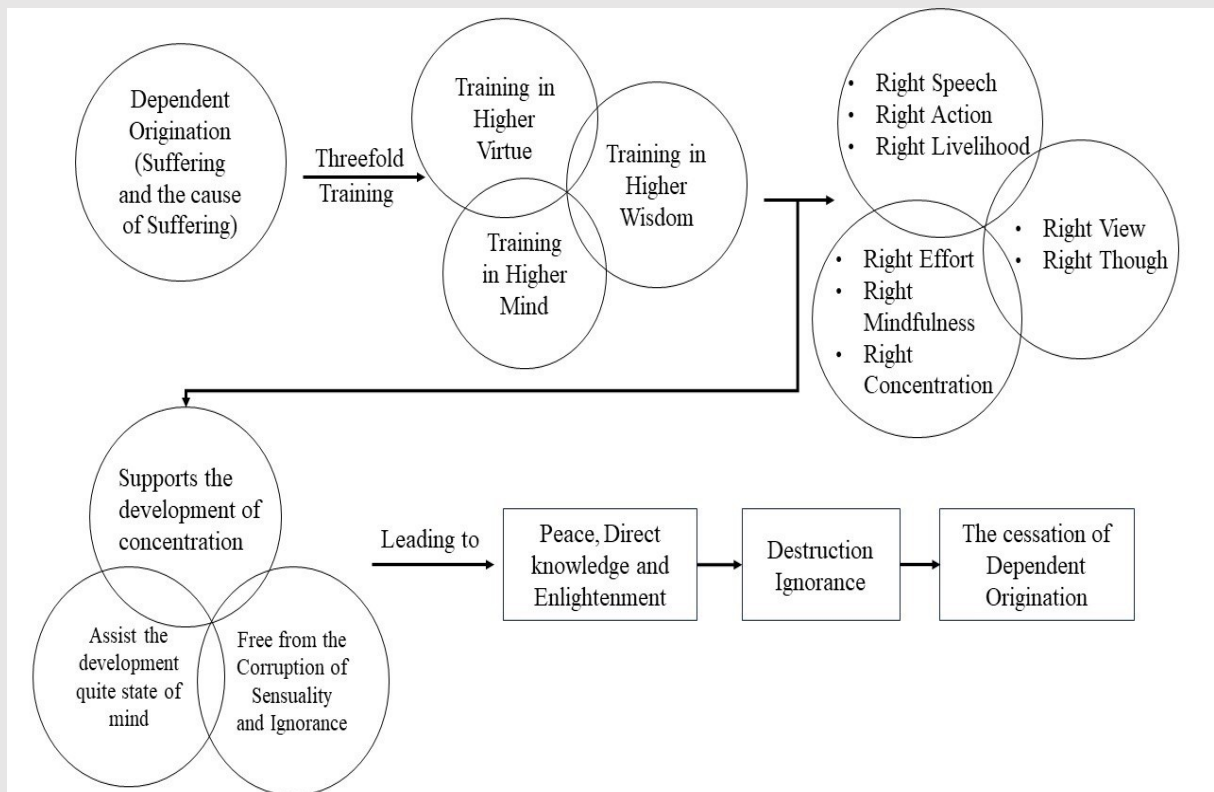 Dependent
Origination
(Suffering
and the cause
of Suffering)
Threefold
Training
Training in
Higher
Virtue
Training in
Higher
Wisdom
Training
in Higher
Mind
• Right Speech
• Right Action
• Right Livelihood
• Right View
• Right Though
• Right Effort
• Right
Mindfulness
• Right
Concentration
Supports the
development of
concentration
Assist the
development
quite state of
mind
Free from the
Corruption of
Sensuality
and Ignorance
Leading to
Peace, Direct
knowledge and
Enlightenment
Destruction
Ignorance
The cessation of
Dependent
Origination